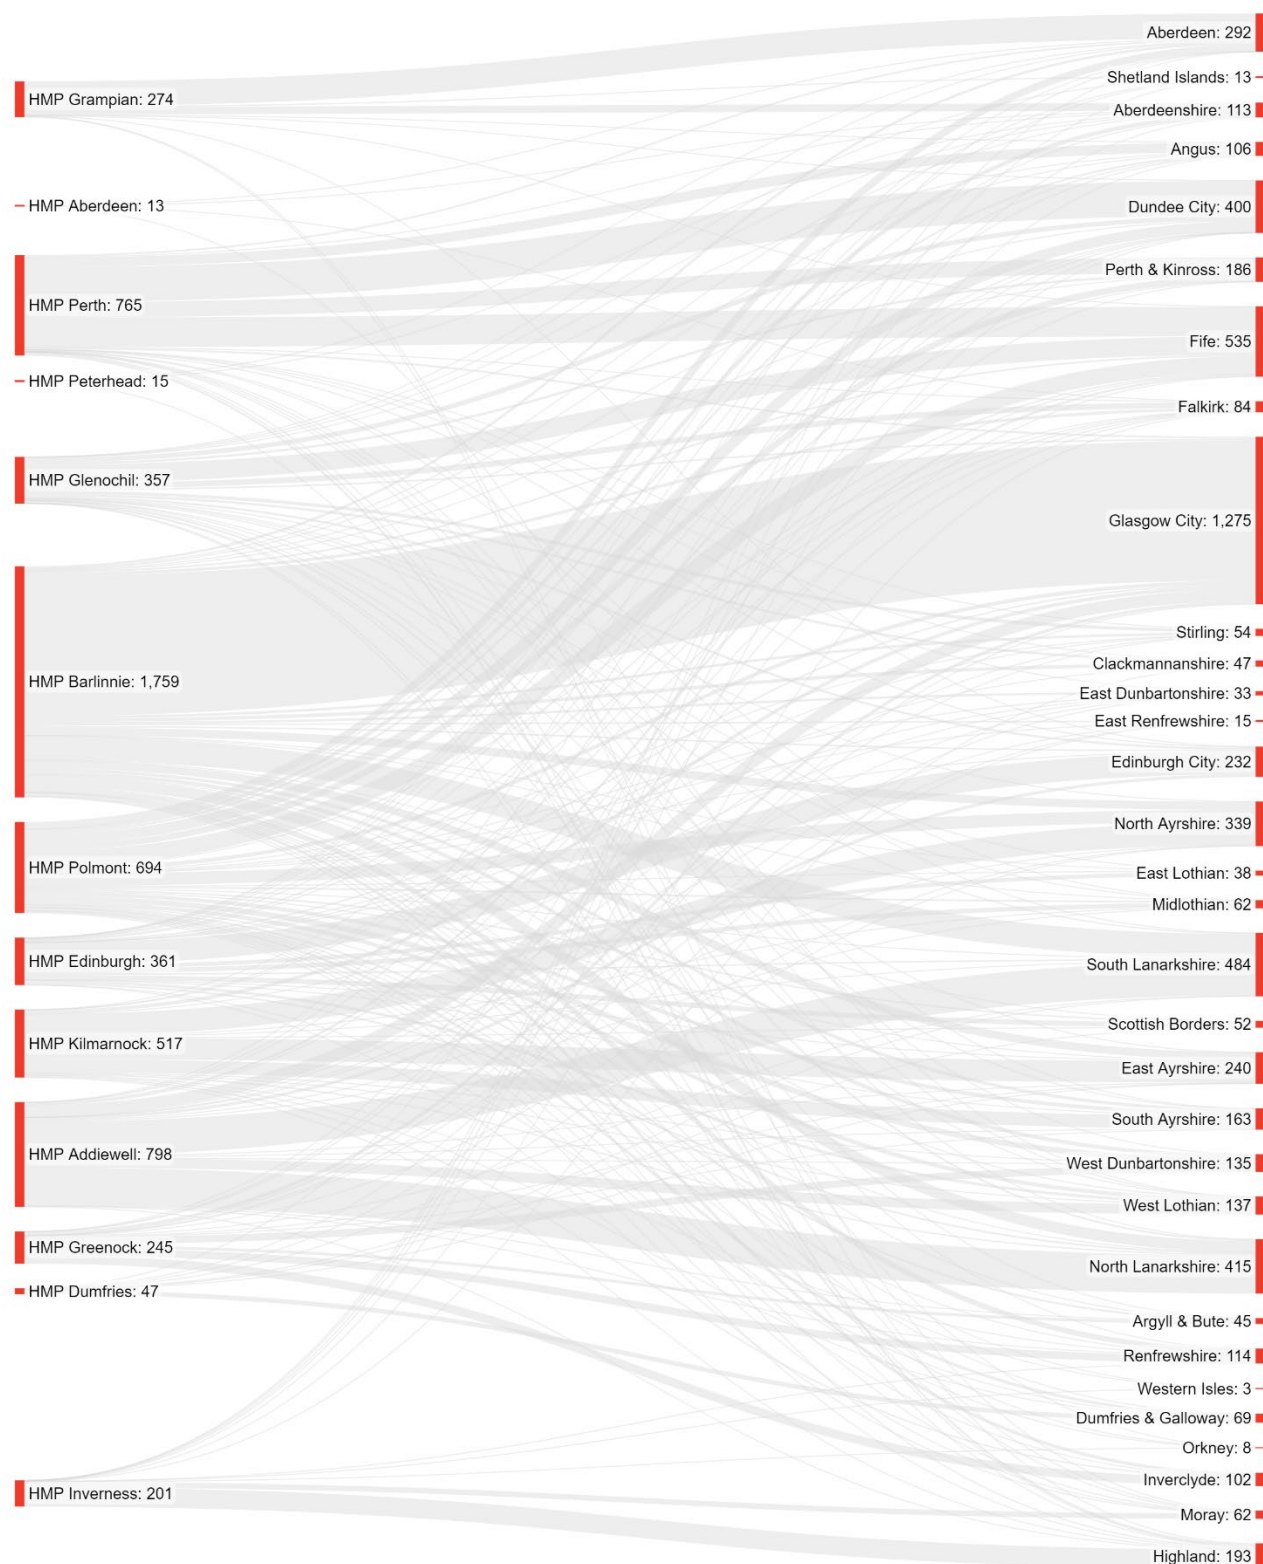 HMP Grampian: 274
HMP Aberdeen: 13
HMP Perth: 765
HMP Peterhead: 15
HMP Glenochil: 357
HMP Barlinnie: 1,759
HMP Polmont: 694
HMP Edinburgh: 361
HMP Kilmarnock: 517
HMP Addiewell: 798
HMP Greenock: 245
HMP Dumfries: 47
HMP Inverness: 201
Aberdeen: 292
Shetland Islands: 13
Aberdeenshire: 113
Angus: 106
Dundee City: 400
Perth & Kinross: 186
Fife: 535
Falkirk: 84
Glasgow City: 1,275
Stirling: 54
Clackmannanshire: 47
East Dunbartonshire: 33
East Renfrewshire: 15
Edinburgh City: 232
North Ayrshire: 339
East Lothian: 38
Midlothian: 62
South Lanarkshire: 484
Scottish Borders: 52
East Ayrshire: 240
South Ayrshire: 163
West Dunbartonshire: 135
West Lothian: 137
North Lanarkshire: 415
Argyll & Bute: 45
Renfrewshire: 114
Western Isles: 3
Dumfries & Galloway: 69
Orkney: 8
Inverclyde: 102
Moray: 62
Highland: 193